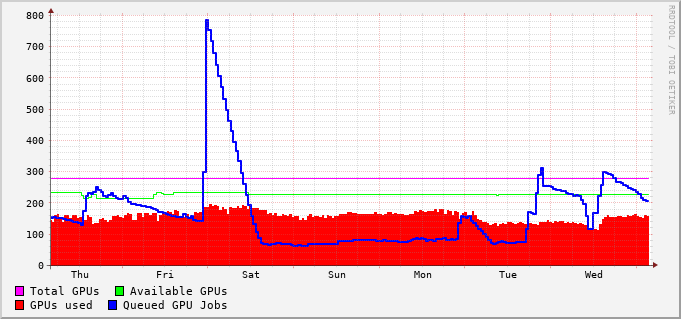 RRDTOOL / TOBI OETIKER
800
700
600
500
400
300
200
100
0
Thu Fri Sat Sun Mon Tue Wed
Total GPUs Available GPUs
GPUs used Queued GPU Jobs